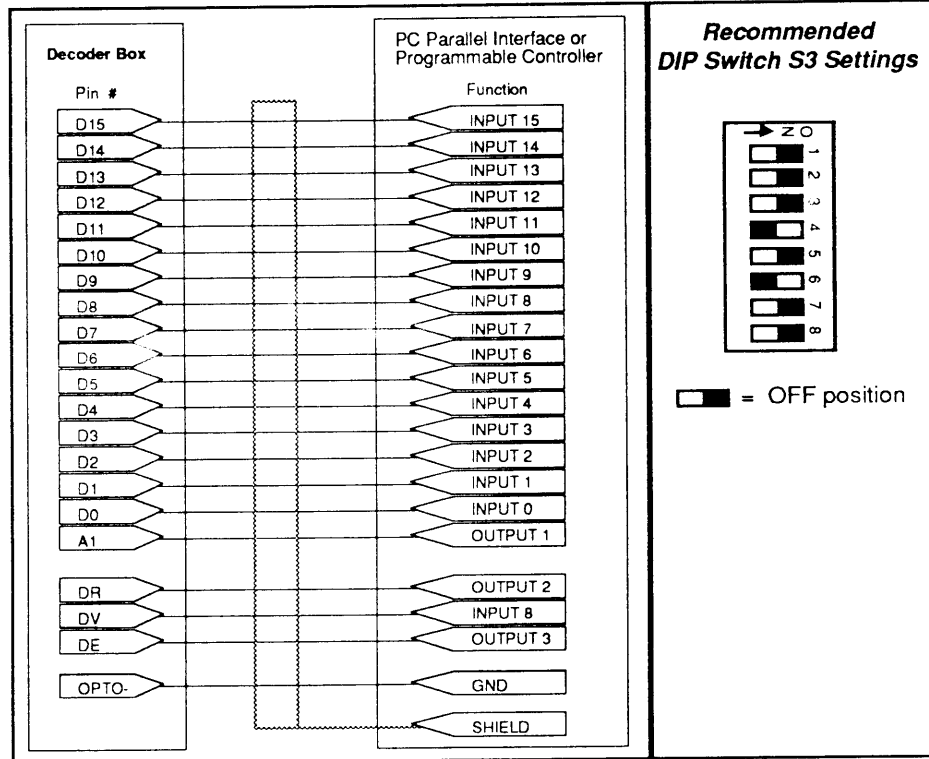 Decoder Box
Pin #
D15
D14
D13
D12
D11
D10
D9
D8
D7
D6
D5
D4
D3
D2
D1
D0
A1
DR
DV
DE
OPTO-
PC Parallel Interface or
Programmable Controller
Function
INPUT 15
INPUT 14
INPUT 13
INPUT 12
INPUT 11
INPUT 10
INPUT 9
INPUT 8
INPUT 7
INPUT 6
INPUT 5
INPUT 4
INPUT 3
INPUT 2
INPUT 1
INPUT 0
OUTPUT 1
OUTPUT 2
INPUT 8
OUTPUT 3
GND
SHIELD
Recommended
DIP Switch S3 Settings
ON
1
2
3
4
5
6
7
8
= OFF position